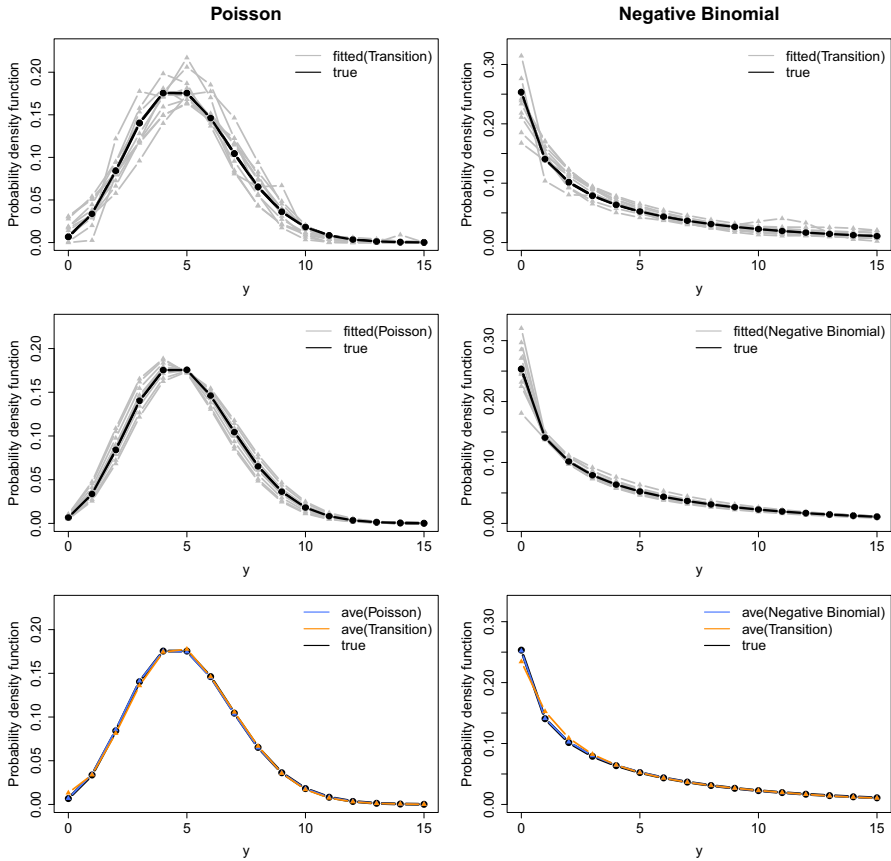 Poisson
Negative Binomial
Probability density function
0.00 0.05 0.10 0.15 0.20
fitted(Transition)
true
0 5 10 15
y
Probability density function
0.00 0.10 0.20 0.30
fitted(Transition)
true
0 5 10 15
y
Probability density function
0.00 0.05 0.10 0.15 0.20
fitted(Poisson)
true
0 5 10 15
y
Probability density function
0.00 0.10 0.20 0.30
fitted(Negative Binomial)
true
0 5 10 15
y
Probability density function
0.00 0.05 0.10 0.15 0.20
ave(Poisson)
ave(Transition)
true
0 5 10 15
y
Probability density function
0.00 0.10 0.20 0.30
ave(Negative Binomial)
ave(Transition)
true
0 5 10 15
y